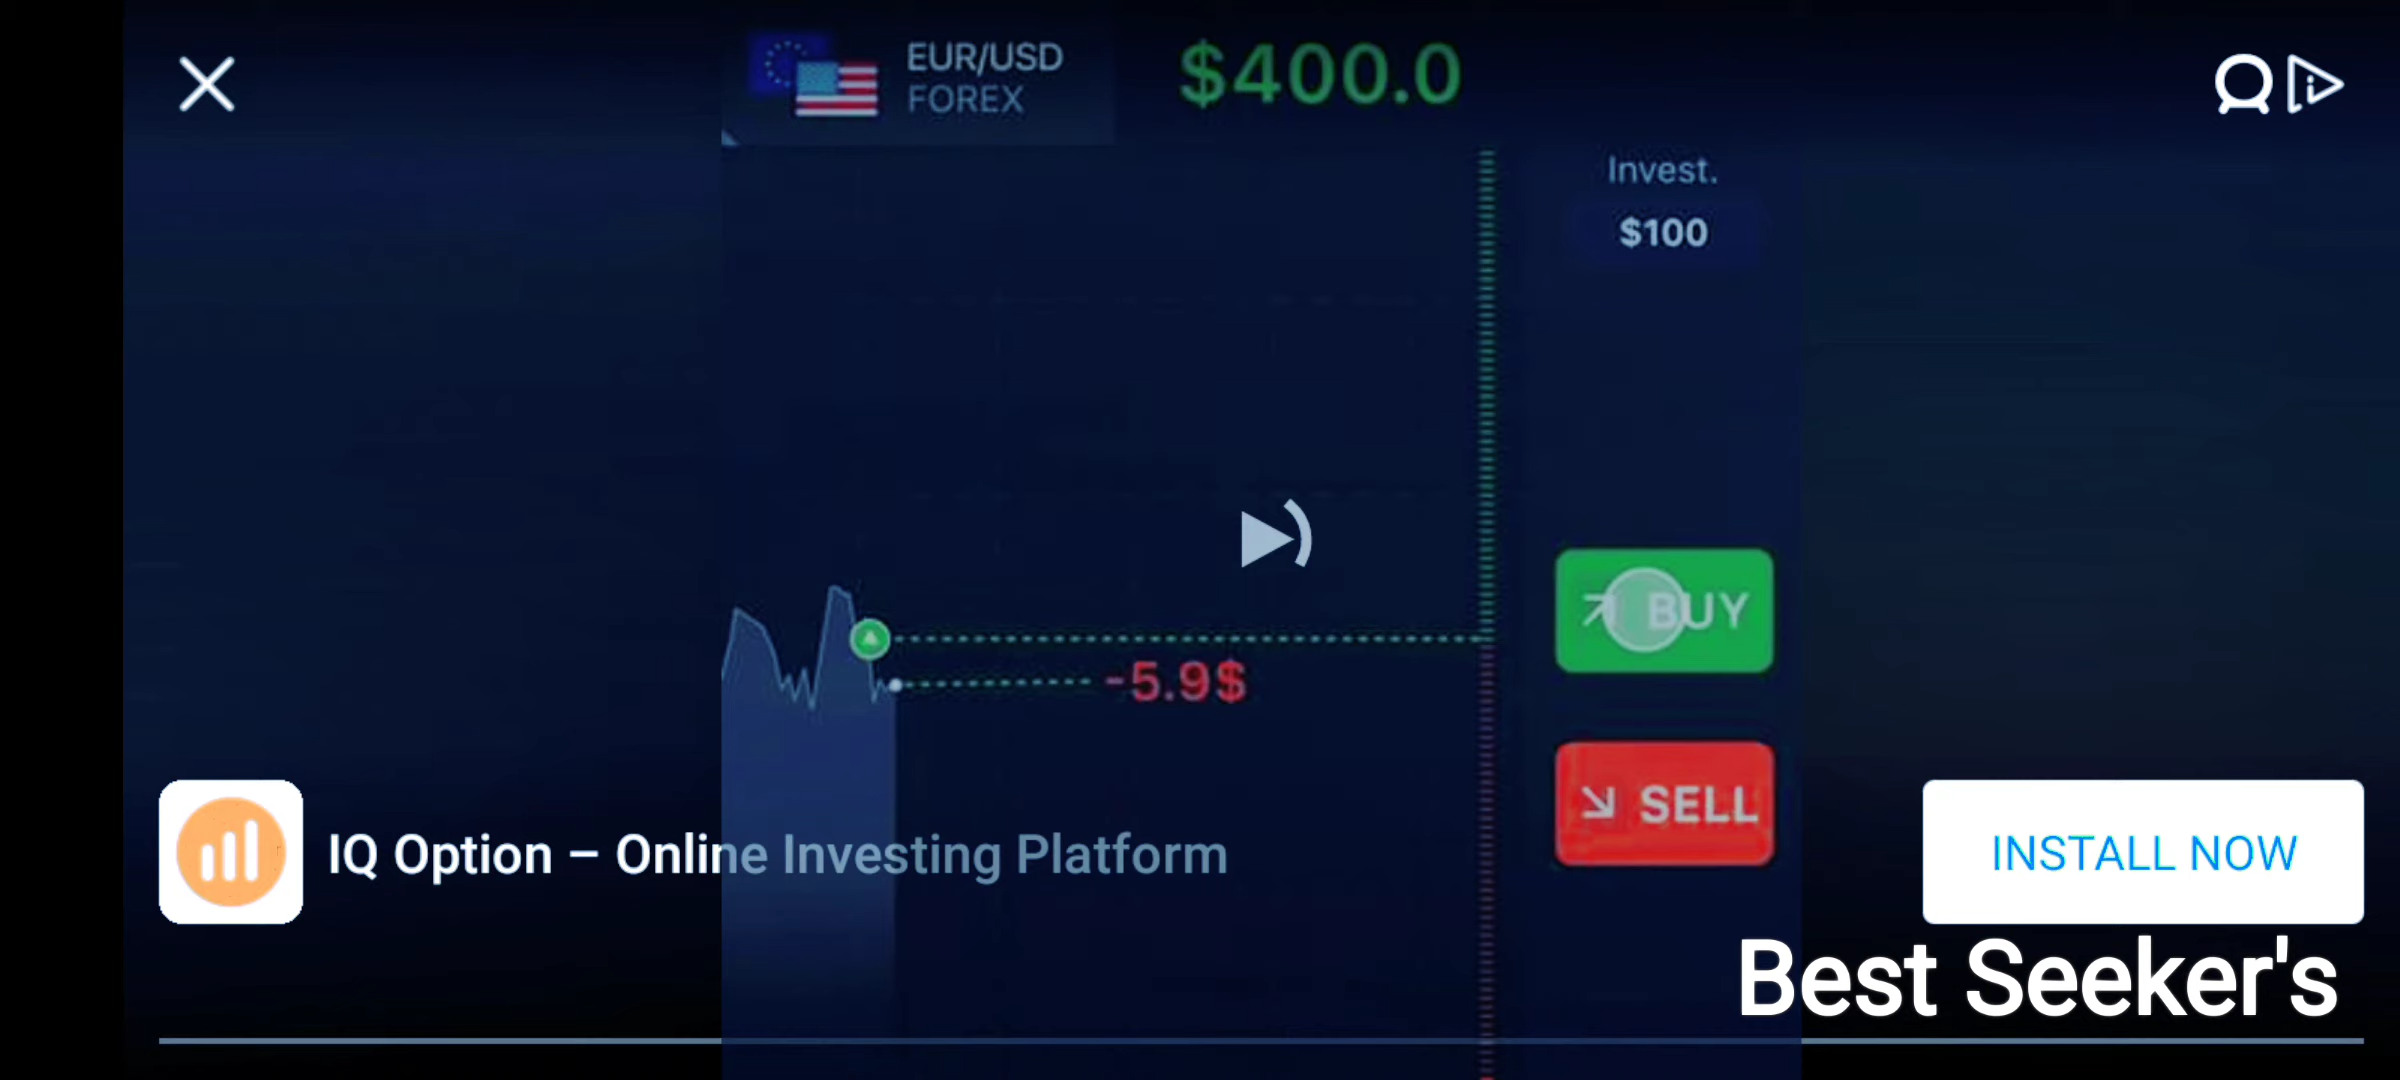 EUR/USD
FOREX
$400.0
Invest.
$100
BUY
-5.9$
SELL
IQ Option – Online Investing Platform
INSTALL NOW
Best Seeker's